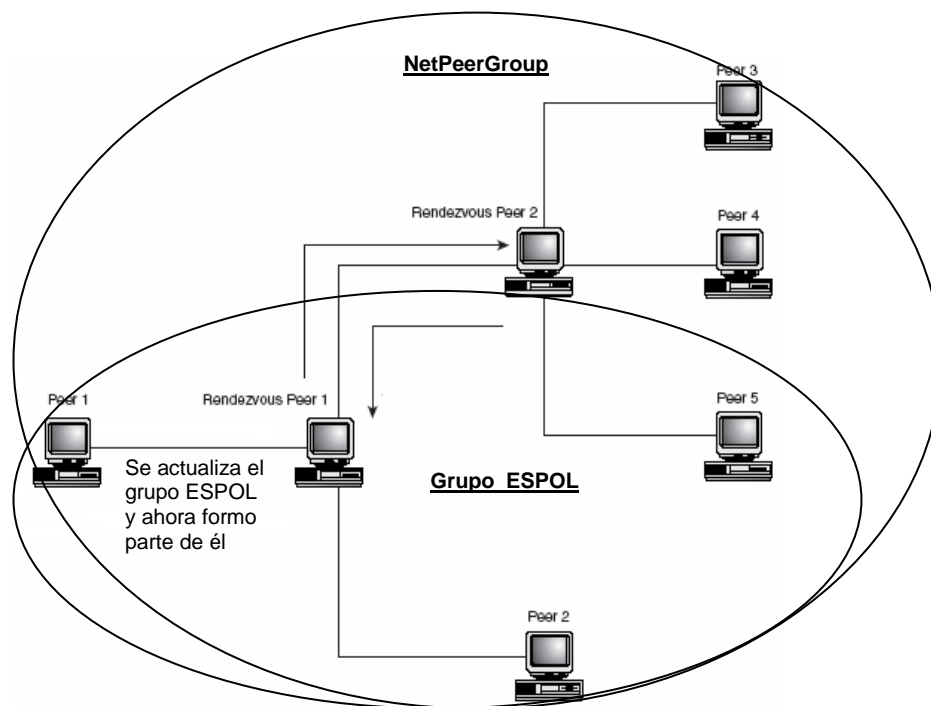 NetPeerGroup
Peer 3
Rendezvous Peer 2
Peer 4
Peer 1
Rendezvous Peer 1
Peer 5
Se actualiza el
grupo ESPOL
y ahora formo
parte de él
Grupo ESPOL
Peer 2